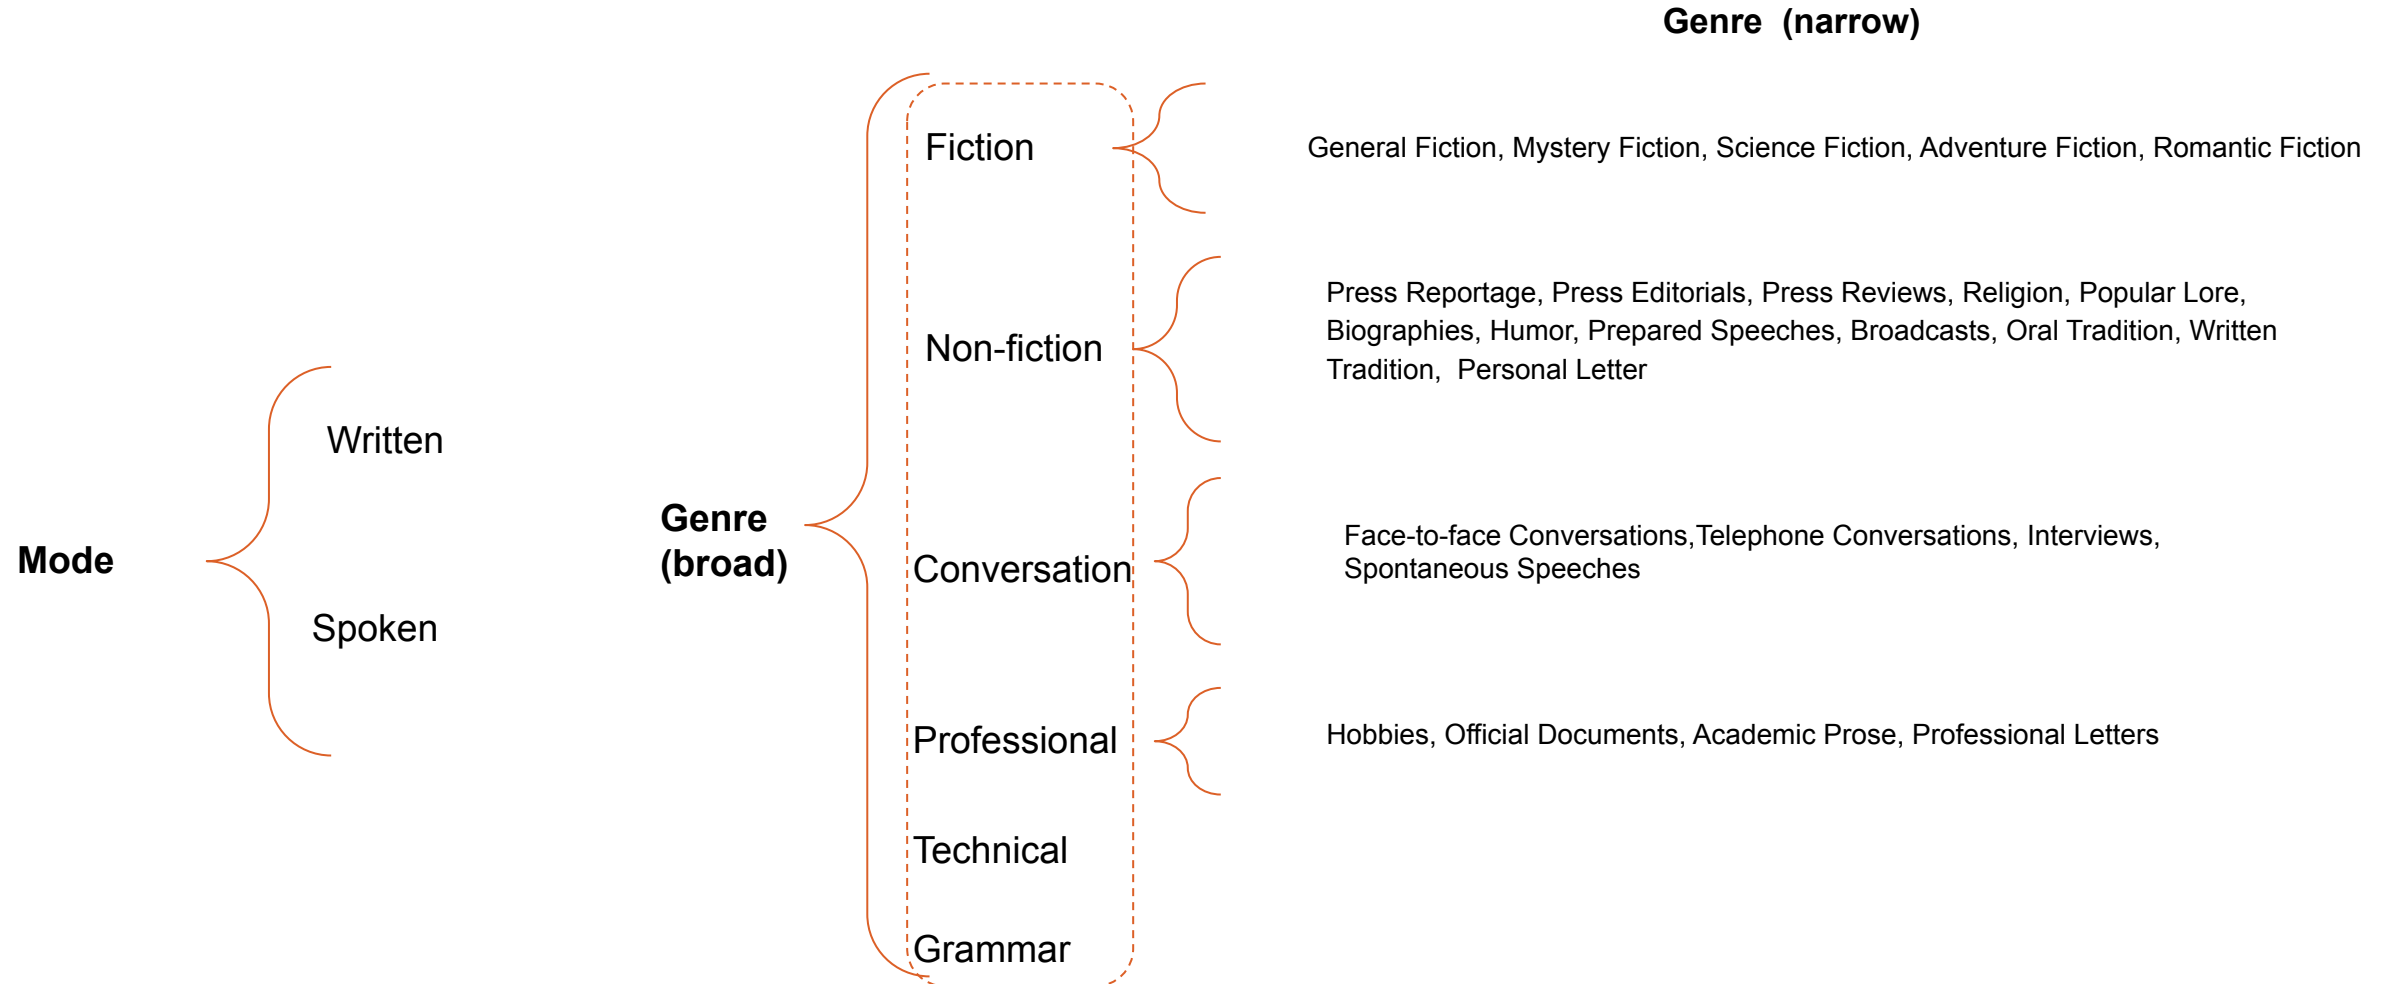 Genre (narrow)
Fiction
General Fiction, Mystery Fiction, Science Fiction, Adventure Fiction, Romantic Fiction
Non-fiction
Press Reportage, Press Editorials, Press Reviews, Religion, Popular Lore,
Biographies, Humor, Prepared Speeches, Broadcasts, Oral Tradition, Written
Tradition, Personal Letter
Mode
Written
Spoken
Genre
(broad)
Conversation
Face-to-face Conversations,Telephone Conversations, Interviews,
Spontaneous Speeches
Professional
Hobbies, Official Documents, Academic Prose, Professional Letters
Technical
Grammar